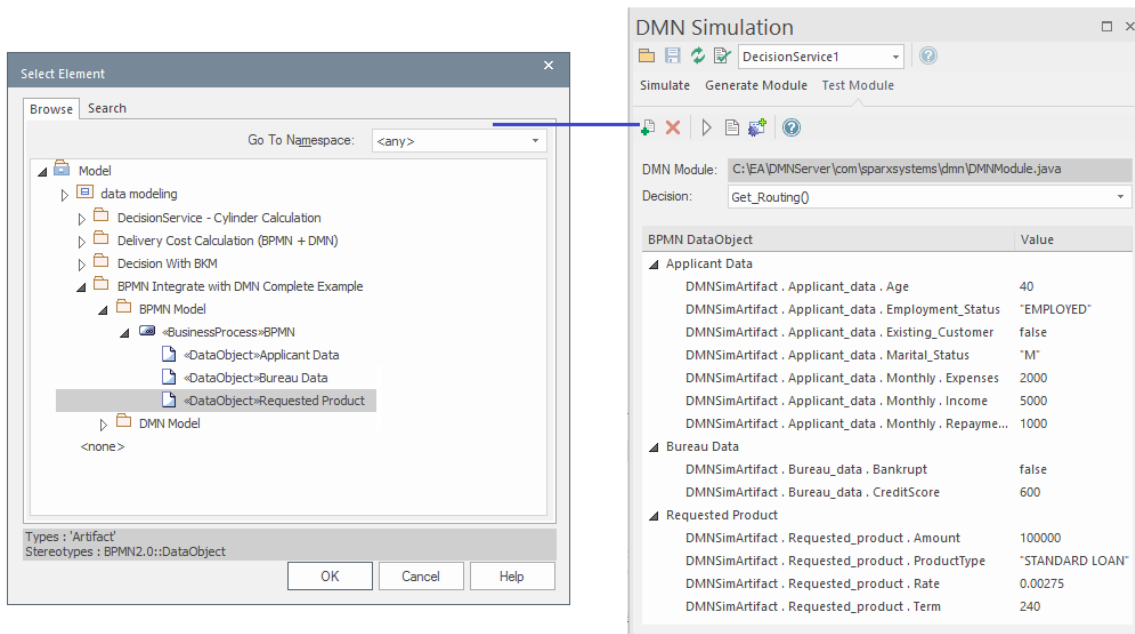 Select Element
Browse
Search
Go To Namespace:
<any>
Model
data modeling
DecisionService - Cylinder Calculation
Delivery Cost Calculation (BPMN + DMN)
Decision With BKM
BPMN Integrate with DMN Complete Example
BPMN Model
«BusinessProcess»BPMN
«DataObject»Applicant Data
«DataObject»Bureau Data
«DataObject»Requested Product
DMN Model
<none>
Types : 'Artifact'
Stereotypes : BPMN2.0::DataObject
OK Cancel Help
DMN Simulation
DecisionService1
Simulate Generate Module Test Module
DMN Module: C:\EA\DMNServer\com\sparxsystems\dmn\DMNModule.java
Decision: Get_Routing()
BPMN DataObject Value
Applicant Data
DMNSimArtifact . Applicant_data . Age 40
DMNSimArtifact . Applicant_data . Employment_Status "EMPLOYED"
DMNSimArtifact . Applicant_data . Existing_Customer false
DMNSimArtifact . Applicant_data . Marital_Status "M"
DMNSimArtifact . Applicant_data . Monthly . Expenses 2000
DMNSimArtifact . Applicant_data . Monthly . Income 5000
DMNSimArtifact . Applicant_data . Monthly . Repayme... 1000
Bureau Data
DMNSimArtifact . Bureau_data . Bankrupt false
DMNSimArtifact . Bureau_data . CreditScore 600
Requested Product
DMNSimArtifact . Requested_product . Amount 100000
DMNSimArtifact . Requested_product . ProductType "STANDARD LOAN"
DMNSimArtifact . Requested_product . Rate 0.00275
DMNSimArtifact . Requested_product . Term 240